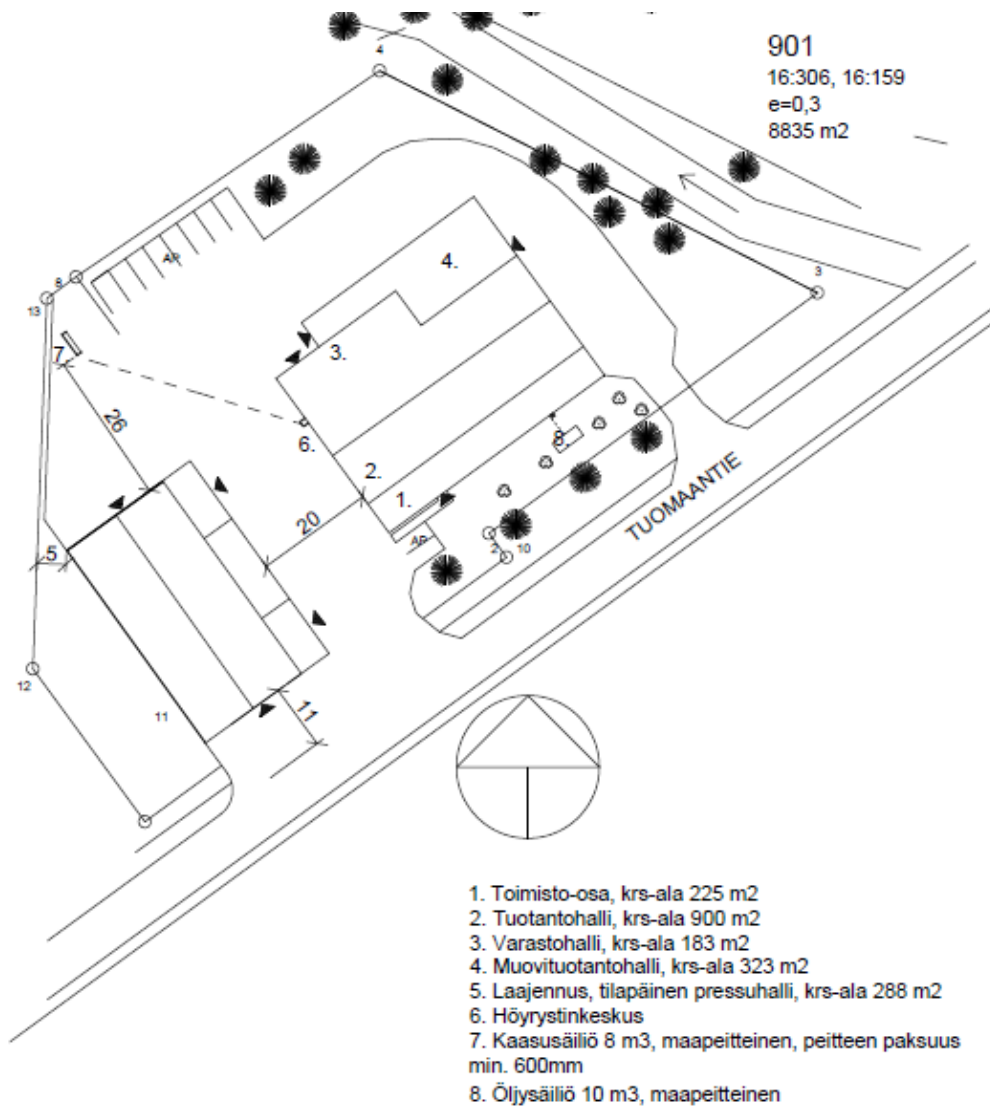 901
16:306, 16:159
e=0,3
8835 m2
4
3
8
13
AP
4.
3.
7
6.
26
2.
8.
1.
20
AP
2
10
TUOMAANTIE
5
12
11
11
1. Toimisto-osa, krs-ala 225 m2
2. Tuotantohalli, krs-ala 900 m2
3. Varastohalli, krs-ala 183 m2
4. Muovituotantohalli, krs-ala 323 m2
5. Laajennus, tilapäinen pressuhalli, krs-ala 288 m2
6. Höyrystinkeskus
7. Kaasusäiliö 8 m3, maapeitteinen, peitteen paksuus
min. 600mm
8. Öljysäiliö 10 m3, maapeitteinen